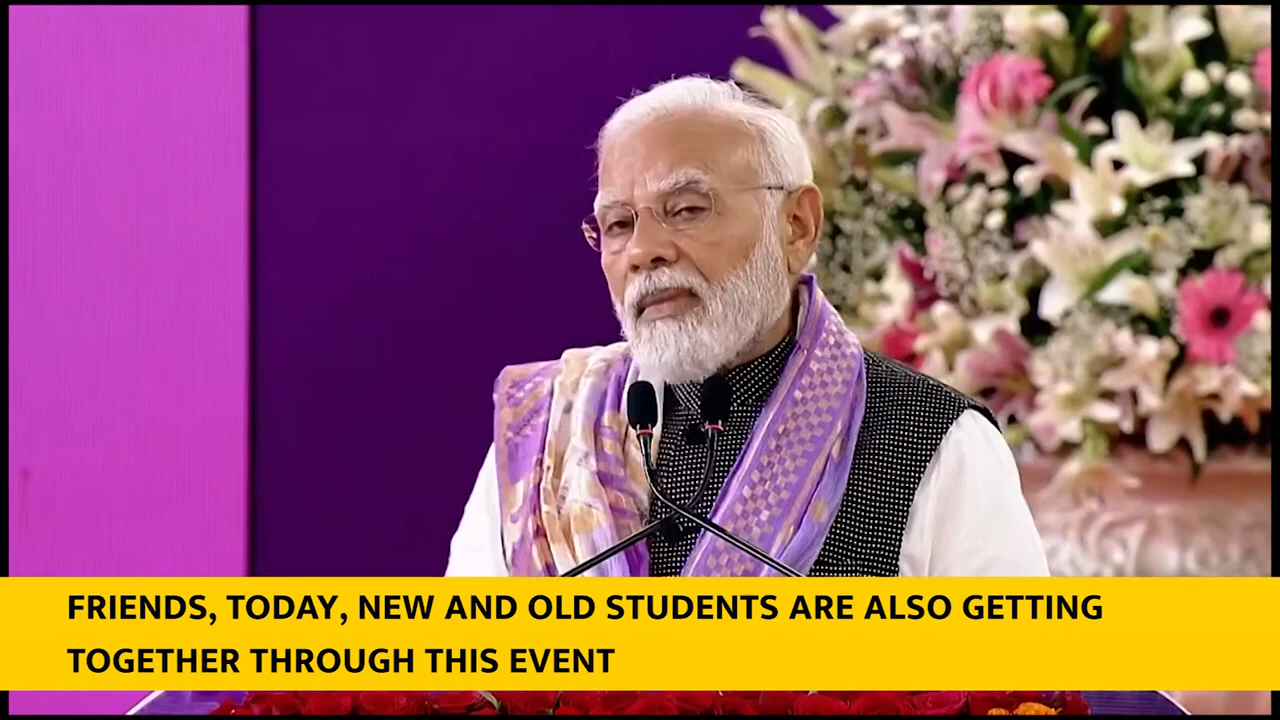 FRIENDS, TODAY, NEW AND OLD STUDENTS ARE ALSO GETTING
TOGETHER THROUGH THIS EVENT